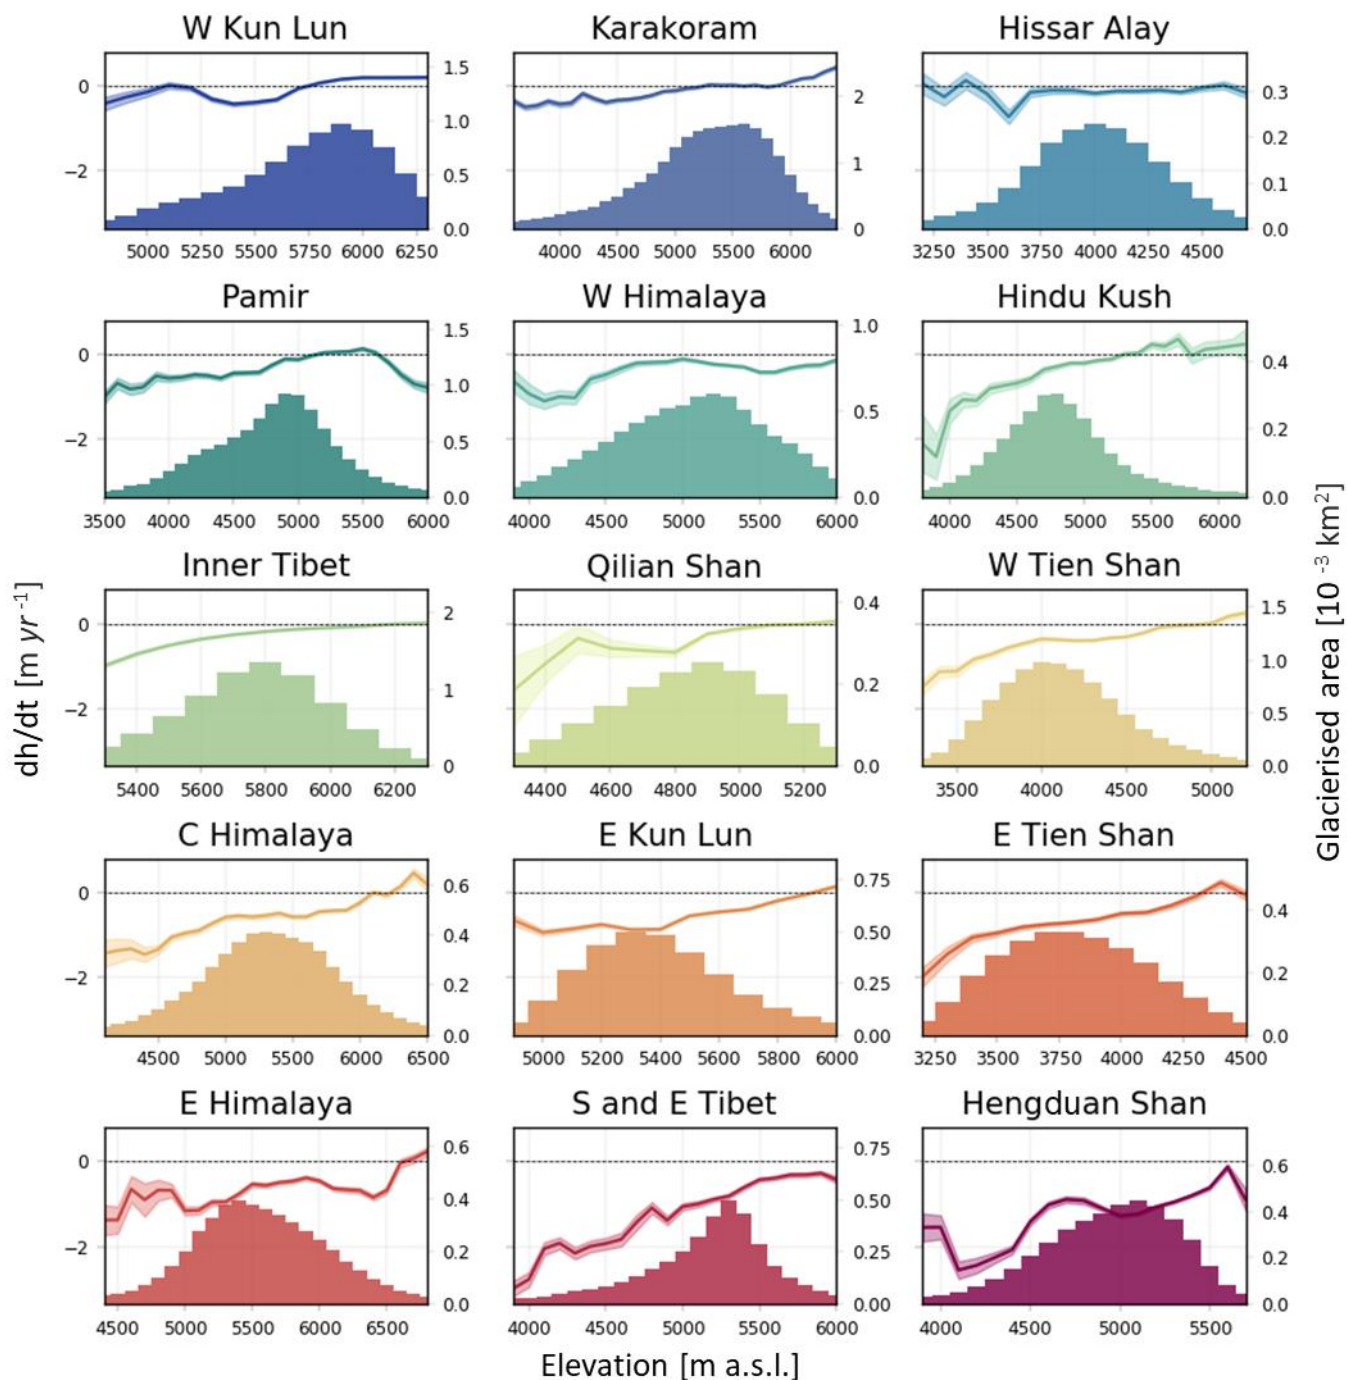 W Kun Lun Karakoram Hissar Alay
0 1.5 2 0.3
1.0 0.2
−2 0.5 1 0.1
0.0 0 0.0
5000 5250 5500 5750 6000 6250 4000 4500 5000 5500 6000 3250 3500 3750 4000 4250 4500
Pamir W Himalaya Hindu Kush
0 1.5 1.0 0.4
1.0 0.5
−2 0.5 0.2
0.0 0.0 0.0
3500 4000 4500 5000 5500 6000 4000 4500 5000 5500 6000 4000 4500 5000 5500 6000
Inner Tibet Qilian Shan W Tien Shan
0 2 0.4 1.5
1.0
−2 1 0.2 0.5
0 0.0 0.0
5400 5600 5800 6000 6200 4400 4600 4800 5000 5200 3500 4000 4500 5000
C Himalaya E Kun Lun E Tien Shan
0 0.6 0.75 0.4
0.4 0.50
−2 0.2 0.25 0.2
0.0 0.00 0.0
4500 5000 5500 6000 6500 5000 5200 5400 5600 5800 6000 3250 3500 3750 4000 4250 4500
E Himalaya S and E Tibet Hengduan Shan
0 0.6 0.75 0.6
0.4 0.50 0.4
−2 0.2 0.25 0.2
0.0 0.00 0.0
4500 5000 5500 6000 6500 4000 4500 5000 5500 6000 4000 4500 5000 5500
Elevation [m a.s.l.]
dh/dt [m yr⁻¹]
Glacierised area [10⁻³ km²]